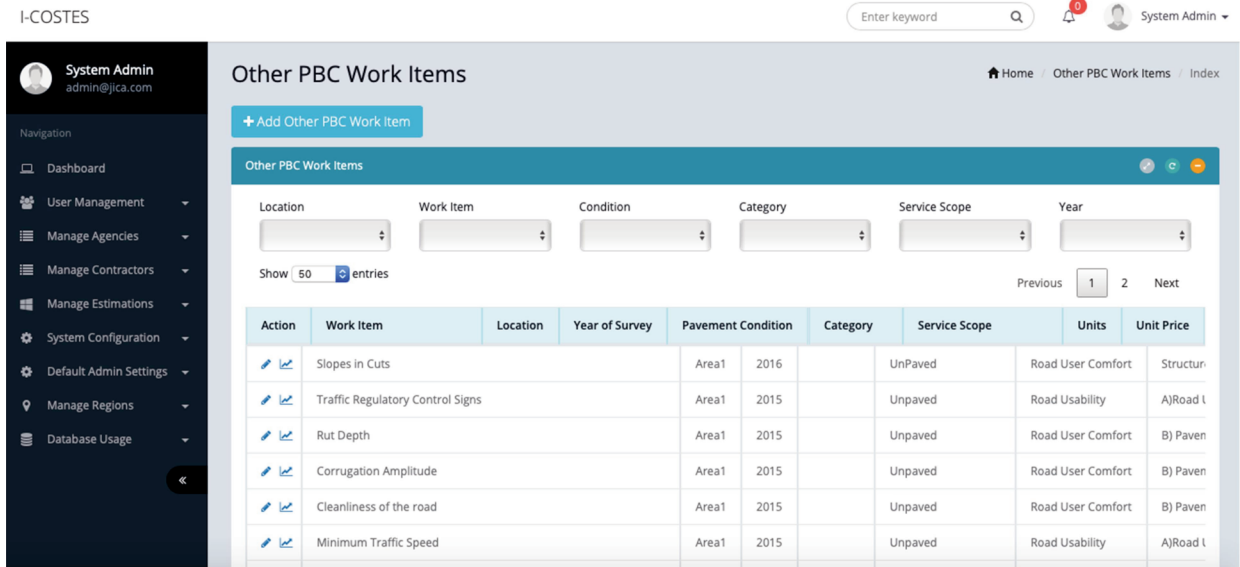 I-COSTES
Enter keyword
0
System Admin
System Admin
admin@jica.com
Navigation
Dashboard
User Management
Manage Agencies
Manage Contractors
Manage Estimations
System Configuration
Default Admin Settings
Manage Regions
Database Usage
«
Other PBC Work Items
Home / Other PBC Work Items / Index
+ Add Other PBC Work Item
Other PBC Work Items
Location Work Item Condition Category Service Scope Year
Show 50 entries
Previous 1 2 Next
Action Work Item Location Year of Survey Pavement Condition Category Service Scope Units Unit Price
Slopes in Cuts Area1 2016 UnPaved Road User Comfort Structur
Traffic Regulatory Control Signs Area1 2015 Unpaved Road Usability A)Road U
Rut Depth Area1 2015 Unpaved Road User Comfort B) Paven
Corrugation Amplitude Area1 2015 Unpaved Road User Comfort B) Paven
Cleanliness of the road Area1 2015 Unpaved Road User Comfort B) Paven
Minimum Traffic Speed Area1 2015 Unpaved Road Usability A)Road U